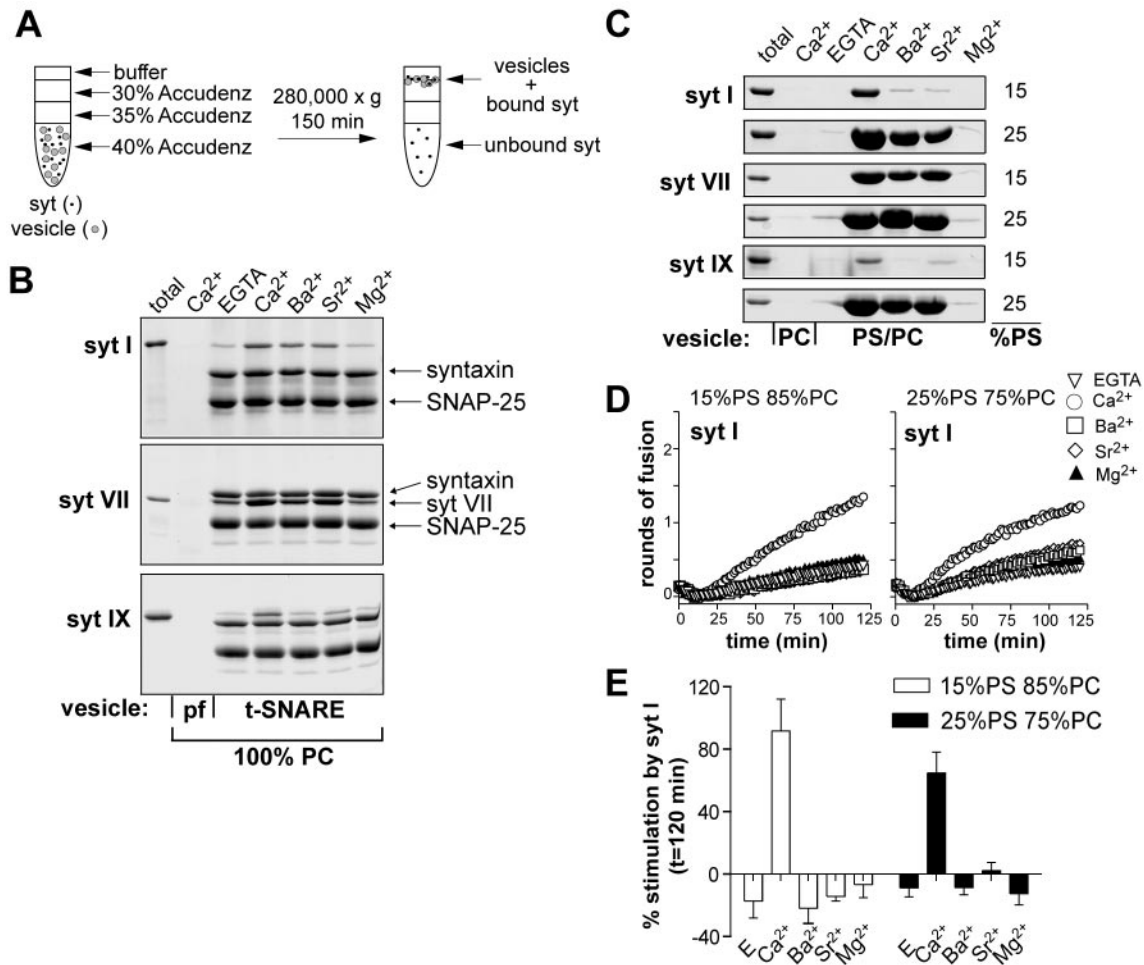 A
buffer
30% Accudenz
35% Accudenz
40% Accudenz
syt (·)
vesicle ( )
280,000 x g
150 min
vesicles
+
bound syt
unbound syt
B
total
Ca2+
EGTA
Ca2+
Ba2+
Sr2+
Mg2+
syt I
syntaxin
SNAP-25
syt VII
syntaxin
syt VII
SNAP-25
syt IX
vesicle: pf t-SNARE
100% PC
C
total
Ca2+
EGTA
Ca2+
Ba2+
Sr2+
Mg2+
syt I 15
25
syt VII 15
25
syt IX 15
25
vesicle: PC PS/PC %PS
D
15%PS 85%PC
syt I
25%PS 75%PC
syt I
EGTA
Ca2+
Ba2+
Sr2+
Mg2+
rounds of fusion
2
1
0
0 25 50 75 100 125
time (min)
0 25 50 75 100 125
time (min)
E
15%PS 85%PC
25%PS 75%PC
% stimulation by syt I
(t=120 min)
120
80
40
0
-40
E Ca2+ Ba2+ Sr2+ Mg2+
E Ca2+ Ba2+ Sr2+ Mg2+